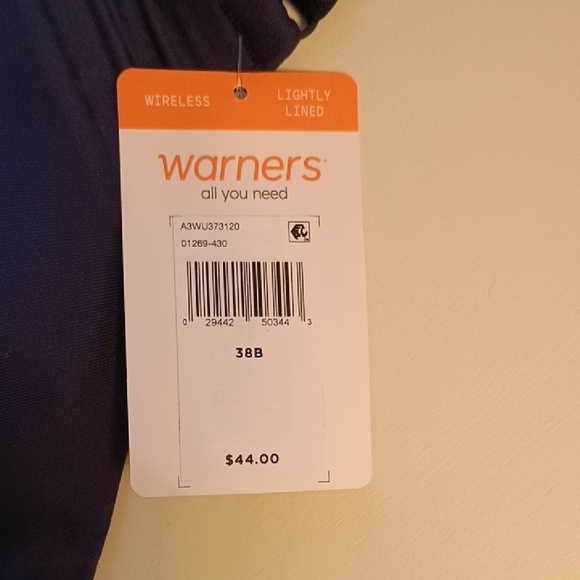 WIRELESS
LIGHTLY
LINED
warners
all you need
A3WU373120
01269-430
0 29442 50344 3
38B
$44.00